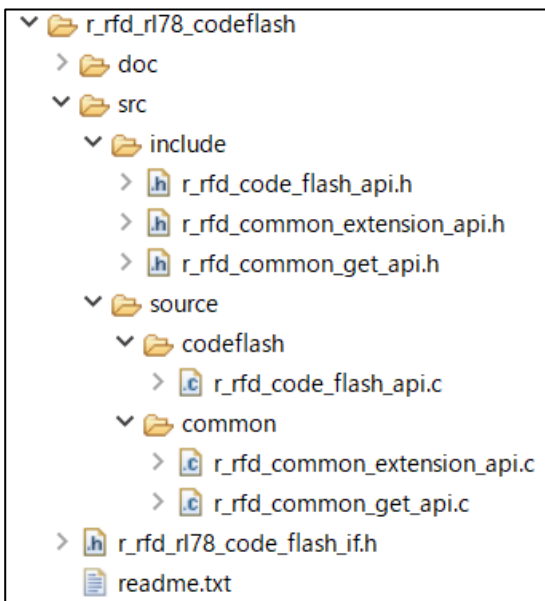 r_rfd_rl78_codeflash
doc
src
include
r_rfd_code_flash_api.h
r_rfd_common_extension_api.h
r_rfd_common_get_api.h
source
codeflash
r_rfd_code_flash_api.c
common
r_rfd_common_extension_api.c
r_rfd_common_get_api.c
r_rfd_rl78_code_flash_if.h
readme.txt